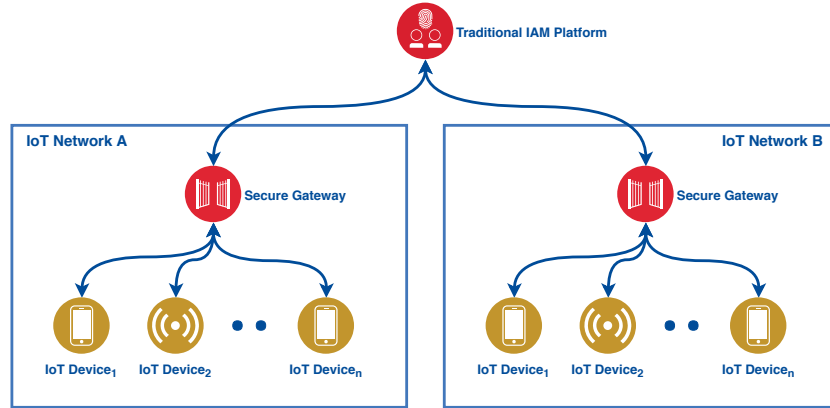 Traditional IAM Platform
IoT Network A
IoT Network B
Secure Gateway
Secure Gateway
IoT Device₁
IoT Device₂
IoT Deviceₙ
IoT Device₁
IoT Device₂
IoT Deviceₙ